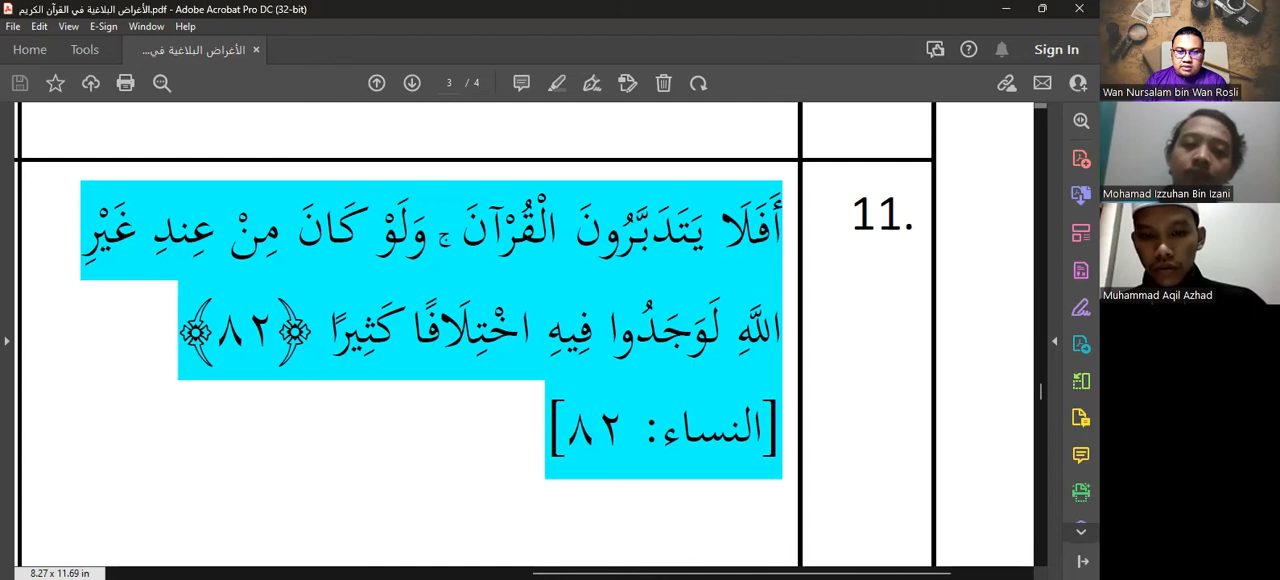 الأغراض البلاغية في القرآن الكريم.pdf - Adobe Acrobat Pro DC (32-bit)
File Edit View E-Sign Window Help
Home Tools الأغراض البلاغية في... × Sign In
3 / 4
11.
أَفَلَا يَتَدَبَّرُونَ الْقُرْآنَ ۚ وَلَوْ كَانَ مِنْ عِندِ غَيْرِ
اللَّهِ لَوَجَدُوا فِيهِ اخْتِلَافًا كَثِيرًا ﴿٨٢﴾
[النساء: ٨٢]
8.27 x 11.69 in
Wan Nursalam bin Wan Rosli
Mohamad Izzuhan Bin Izani
Muhammad Aqil Azhad